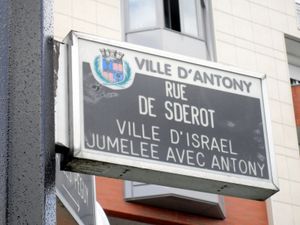 VILLE D'ANTONY
RUE
DE SDEROT
VILLE D'ISRAEL
JUMELEE AVEC ANTONY